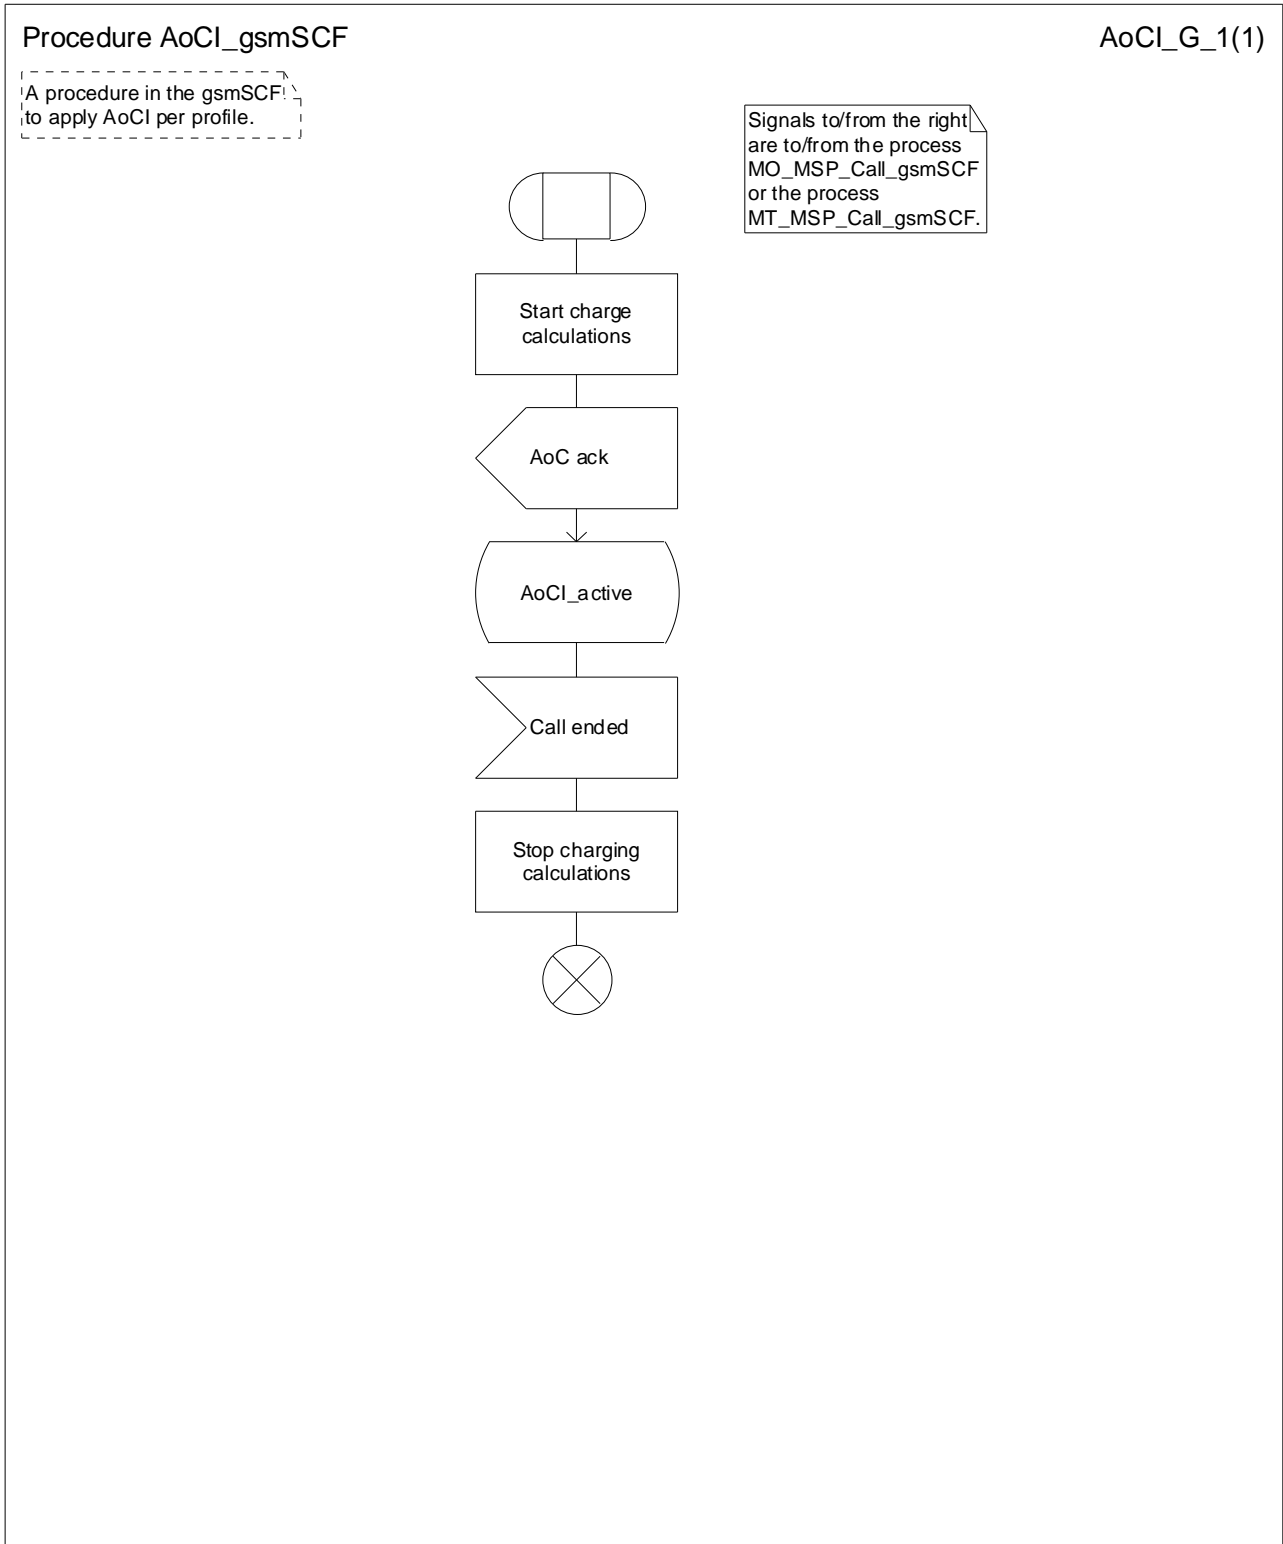 Procedure AoCI_gsmSCF
AoCI_G_1(1)
A procedure in the gsmSCF
to apply AoCI per profile.
Signals to/from the right
are to/from the process
MO_MSP_Call_gsmSCF
or the process
MT_MSP_Call_gsmSCF.
Start charge
calculations
AoC ack
AoCI_active
Call ended
Stop charging
calculations